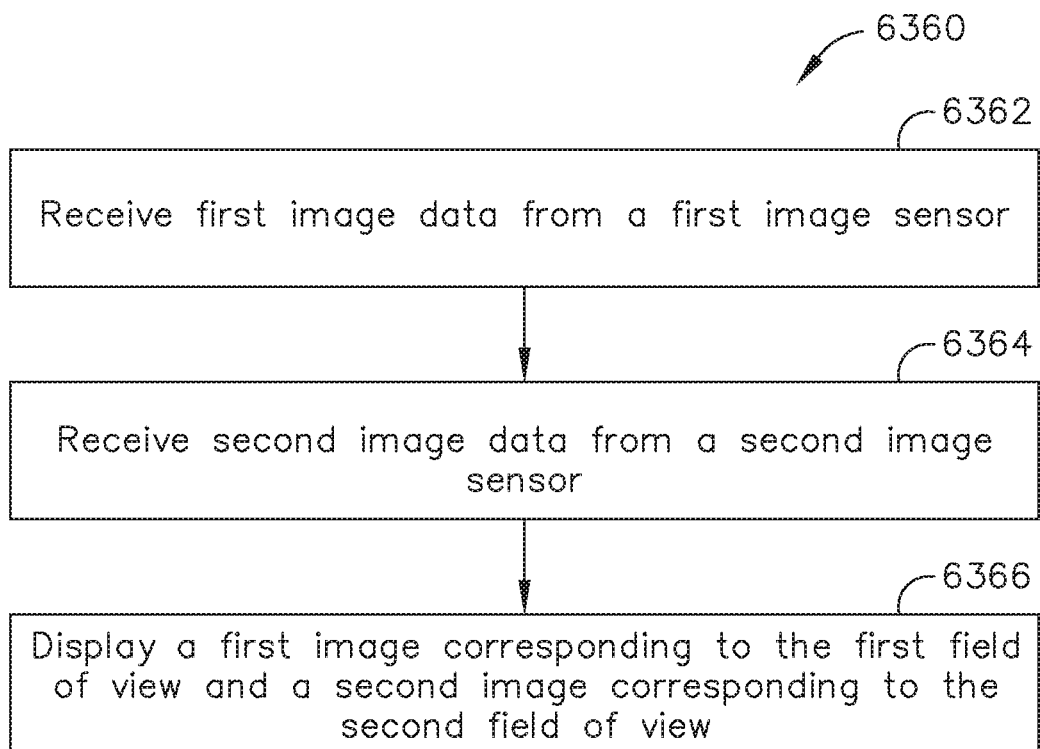 6360
6362
Receive first image data from a first image sensor
6364
Receive second image data from a second image
sensor
6366
Display a first image corresponding to the first field
of view and a second image corresponding to the
second field of view